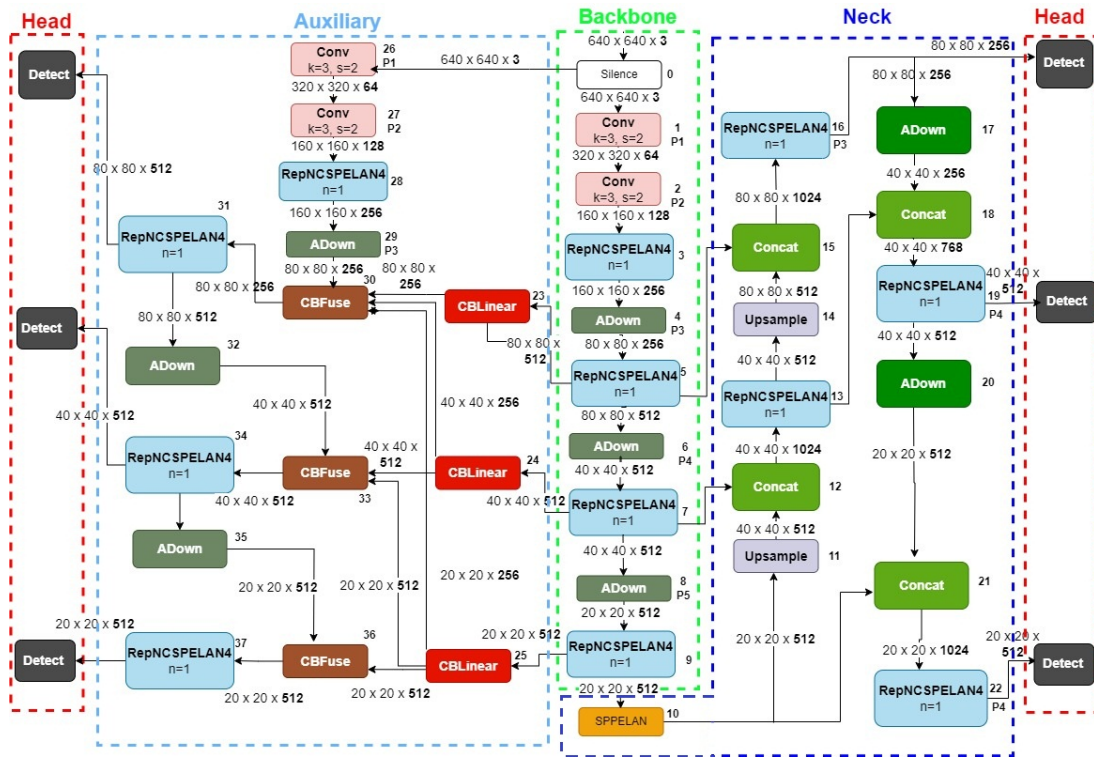 Head
Auxiliary
Backbone
Neck
Head
Detect
80 x 80 x 512
Detect
40 x 40 x 512
Detect
20 x 20 x 512
Conv
k=3, s=2
26
P1
640 x 640 x 3
320 x 320 x 64
Conv
k=3, s=2
27
P2
160 x 160 x 128
RepNCSPELAN4
n=1
28
160 x 160 x 256
ADown
29
P3
80 x 80 x 256
30
CBFuse
80 x 80 x
256
31
RepNCSPELAN4
n=1
80 x 80 x 256
80 x 80 x 512
32
ADown
40 x 40 x 512
CBLinear
23
80 x 80 x
512
40 x 40 x 256
34
RepNCSPELAN4
n=1
40 x 40 x 512
CBFuse
33
40 x 40 x
512
CBLinear
24
40 x 40 x 512
ADown
35
20 x 20 x 512
20 x 20 x 512
20 x 20 x 256
37
RepNCSPELAN4
n=1
20 x 20 x 512
36
CBFuse
20 x 20 x 512
CBLinear
25
20 x 20 x 512
640 x 640 x 3
Silence
0
640 x 640 x 3
Conv
k=3, s=2
1
P1
320 x 320 x 64
Conv
k=3, s=2
2
P2
160 x 160 x 128
RepNCSPELAN4
n=1
3
160 x 160 x 256
ADown
4
P3
80 x 80 x 256
RepNCSPELAN4
n=1
5
80 x 80 x 512
ADown
6
P4
40 x 40 x 512
RepNCSPELAN4
n=1
7
40 x 40 x 512
ADown
8
P5
20 x 20 x 512
RepNCSPELAN4
n=1
9
20 x 20 x 512
SPPELAN
10
RepNCSPELAN4
n=1
16
P3
80 x 80 x 1024
Concat
15
80 x 80 x 512
Upsample
14
40 x 40 x 512
RepNCSPELAN4
n=1
13
40 x 40 x 1024
Concat
12
40 x 40 x 512
Upsample
11
20 x 20 x 512
80 x 80 x 256
80 x 80 x 256
ADown
17
40 x 40 x 256
Concat
18
40 x 40 x 768
RepNCSPELAN4
n=1
40 x 40 x
512
19
P4
40 x 40 x 512
ADown
20
20 x 20 x 512
Concat
21
20 x 20 x 1024
RepNCSPELAN4
n=1
20 x 20 x
512
22
P4
Detect
Detect
Detect